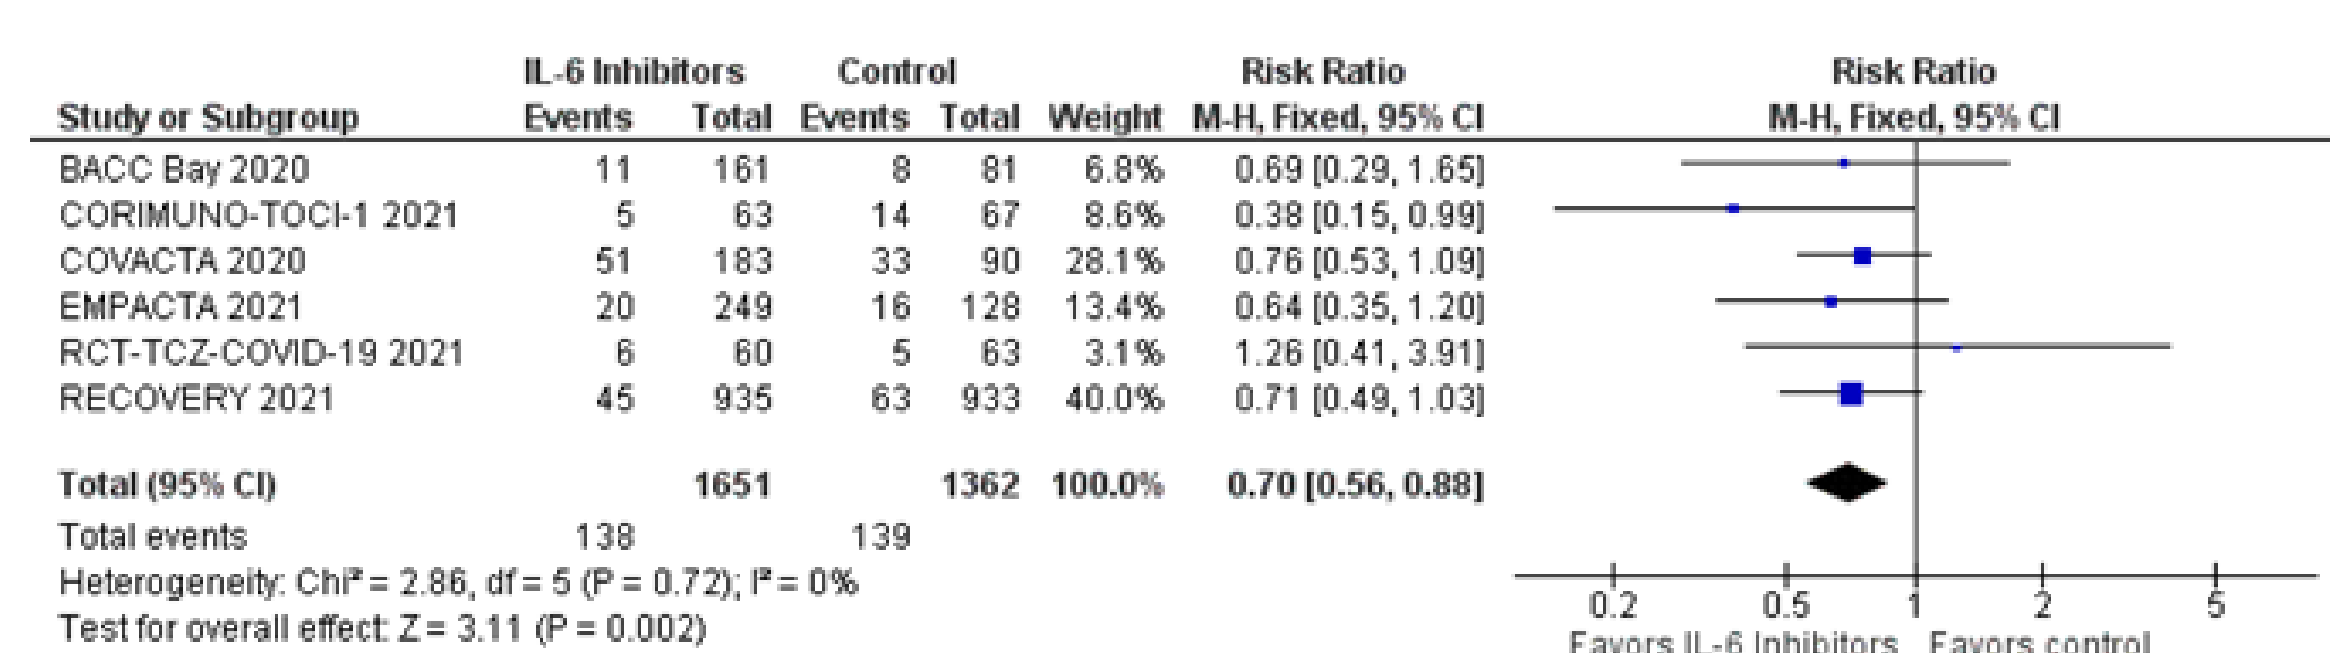 IL-6 Inhibitors Control Risk Ratio Risk Ratio
Study or Subgroup Events Total Events Total Weight M-H, Fixed, 95% CI M-H, Fixed, 95% CI
BACC Bay 2020 11 161 8 81 6.8% 0.69 [0.29, 1.65]
CORIMUNO-TOCI-1 2021 5 63 14 67 8.6% 0.38 [0.15, 0.99]
COVACTA 2020 51 183 33 90 28.1% 0.76 [0.53, 1.09]
EMPACTA 2021 20 249 16 128 13.4% 0.64 [0.35, 1.20]
RCT-TCZ-COVID-19 2021 6 60 5 63 3.1% 1.26 [0.41, 3.91]
RECOVERY 2021 45 935 63 933 40.0% 0.71 [0.49, 1.03]
Total (95% CI) 1651 1362 100.0% 0.70 [0.56, 0.88]
Total events 138 139
Heterogeneity: Chi² = 2.86, df = 5 (P = 0.72); I² = 0%
Test for overall effect: Z = 3.11 (P = 0.002)
0.2 0.5 1 2 5
Favors IL-6 Inhibitors Favors control